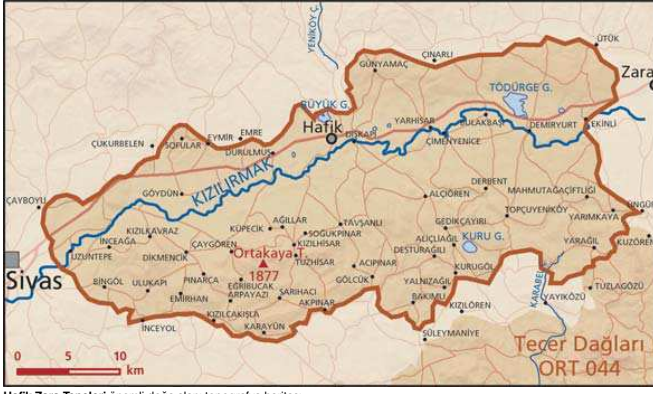 ÜTÜK
ÇINARLI
YENİKÖY Ç.
GÜNYAMAÇ
Zara
TÖDÜRGE G.
BÜYÜK G.
Hafik
YARHİSAR
BULAKBAŞI
EKİNLİ
DEMİRYURT
EMRE
EYMİR
SOFULAR
ÇUKURBELEN
DIŞKAPI
ÇİMENYENİCE
DURULMUŞ
KIZILIRMAK
GÖYDÜN
DERBENT
ALÇIÖREN
MAHMUTAĞAÇİFTLİĞİ
ÇAYBOYU
TOPÇUYENİKÖY
YARIMKAYA
AĞILLAR
TAVŞANLI
KÜPECİK
GEDİKÇAYIRI
SOĞUKPINAR
KIZILKAVRAZ
İNCEAĞA
ÇAYGÖREN
KIZILHİSAR
ALIÇLIAĞIL
DESTURAĞILI
KURU G.
YARAĞIL
KUZÖREN
UZUNTEPE
DİKMENCİK
Ortakaya T.
1877
TUZHİSAR
ACIPINAR
Sivas
GÖLCÜK
YALNIZAĞIL
KURUGÖL
KARABEL
BİNGÖL
ULUKAPI
PINARCA
EĞRİBUCAK
TUZLAGÖZÜ
EMİRHAN
ARPAYAZI
SARIHACI
AKPINAR
BAKIMLI
KIZILÖREN
YAYIKÖZÜ
İNCEYOL
KIZILCAKIŞLA
KARAYÜN
SÜLEYMANİYE
Tecer Dağları
ORT 044
0 5 10
km